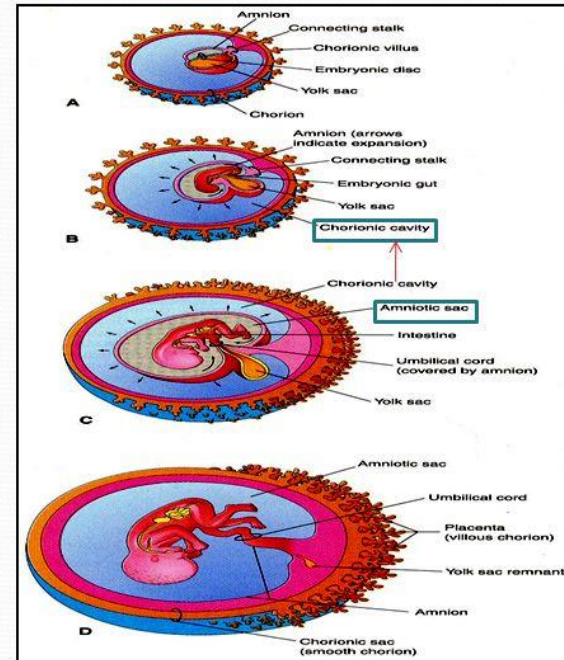 Amnion
Connecting stalk
Chorionic villus
Embryonic disc
Yolk sac
A
Chorion
Amnion (arrows
indicate expansion)
Connecting stalk
Embryonic gut
Yolk sac
B
Chorionic cavity
Chorionic cavity
Amniotic sac
Intestine
Umbilical cord
(covered by amnion)
C
Yolk sac
Amniotic sac
Umbilical cord
Placenta
(villous chorion)
Yolk sac remnant
Amnion
D
Chorionic sac
(smooth chorion)